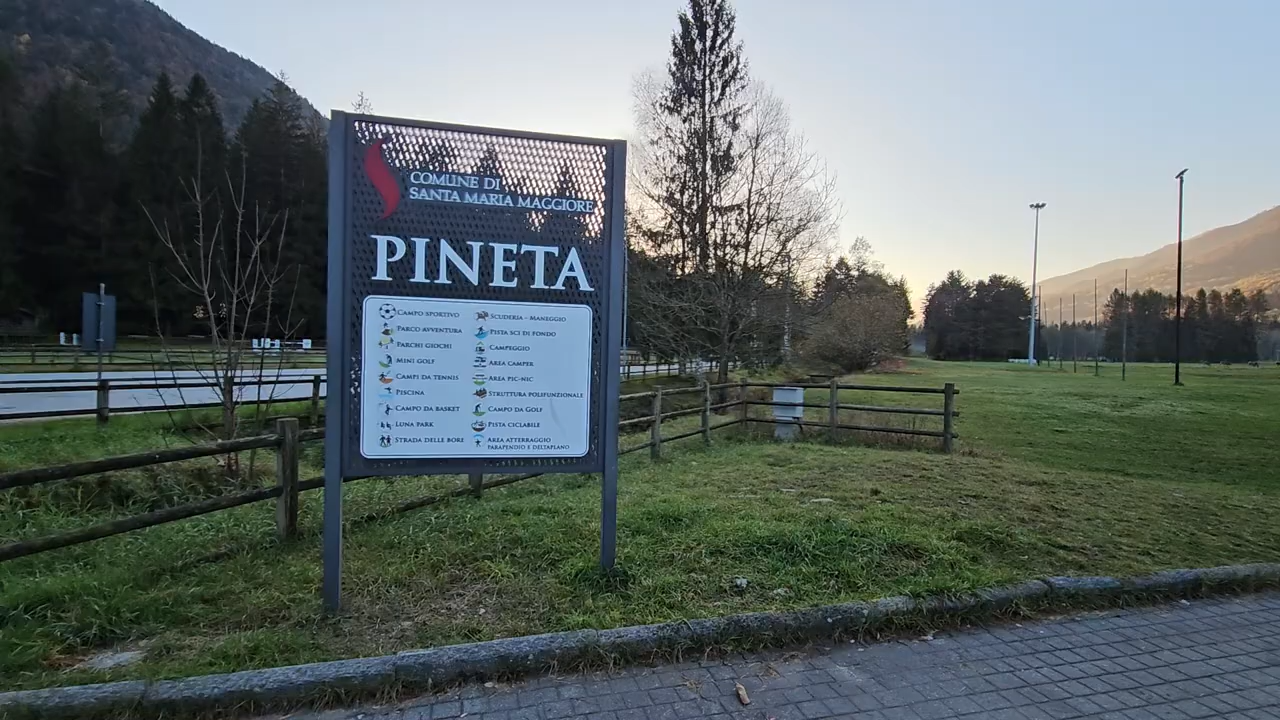 COMUNE DI
SANTA MARIA MAGGIORE
PINETA
CAMPO SPORTIVO
PARCO AVVENTURA
PARCHI GIOCHI
MINI GOLF
CAMPI DA TENNIS
PISCINA
CAMPO DA BASKET
LUNA PARK
STRADA DELLE BORE
SCUDERIA - MANEGGIO
PISTA SCI DI FONDO
CAMPEGGIO
AREA CAMPER
AREA PIC-NIC
STRUTTURA POLIFUNZIONALE
CAMPO DA GOLF
PISTA CICLABILE
AREA ATTERRAGGIO
PARAPENDIO E DELTAPLANO